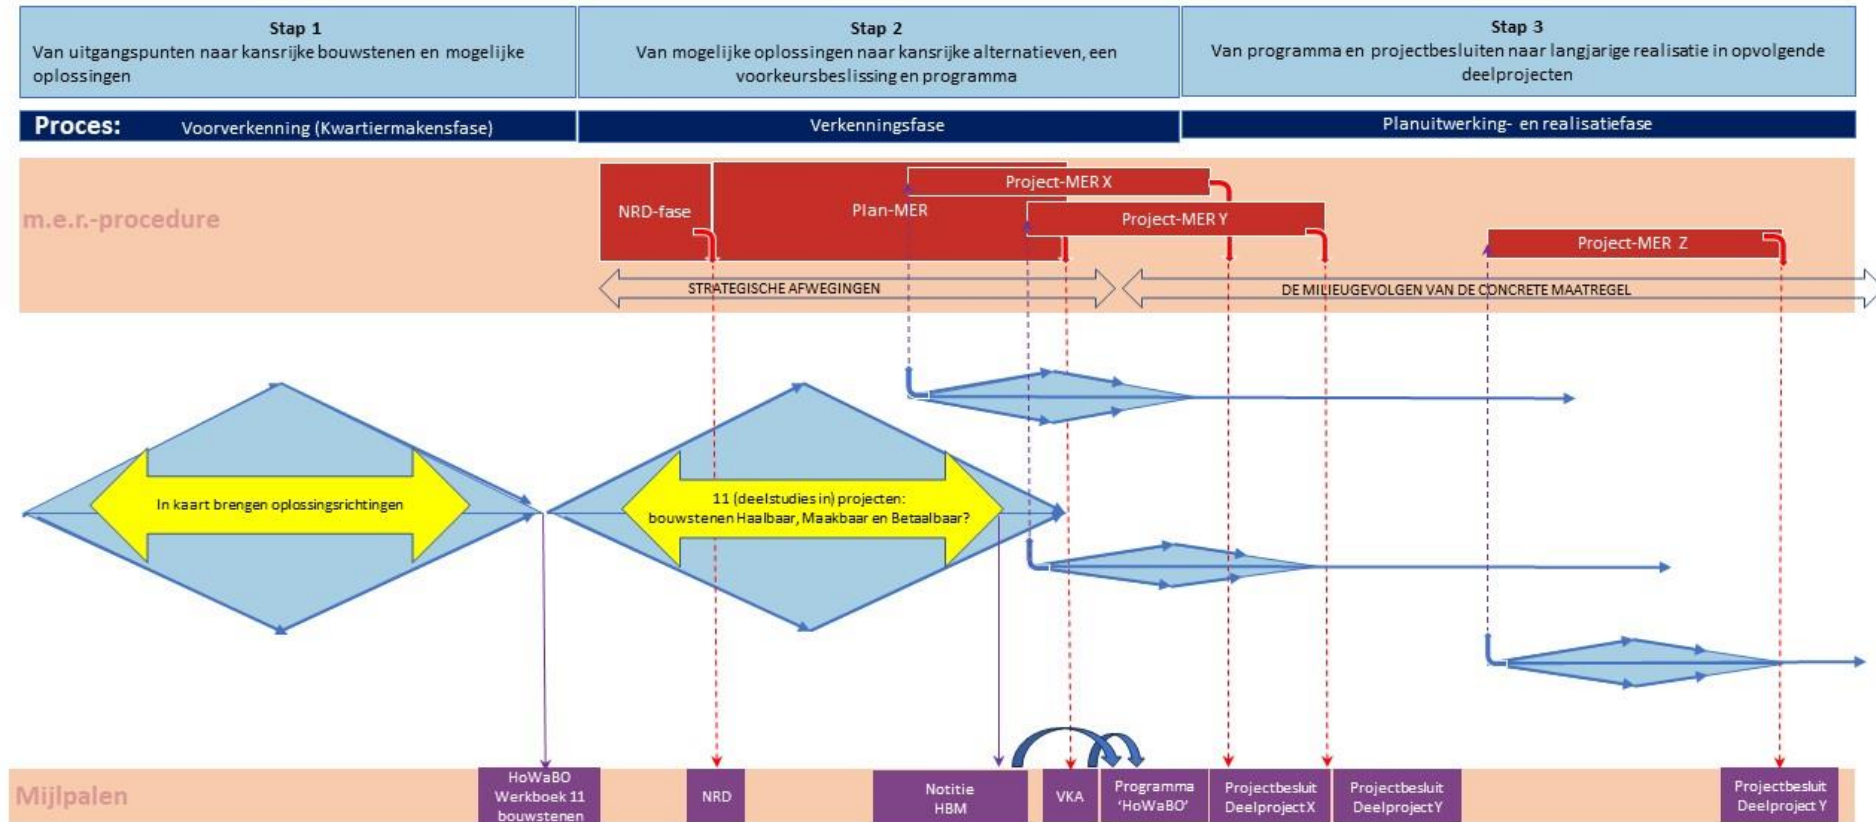 Stap 1
Van uitgangspunten naar kansrijke bouwstenen en mogelijke
oplossingen
Stap 2
Van mogelijke oplossingen naar kansrijke alternatieven, een
voorkeursbeslissing en programma
Stap 3
Van programma en projectbesluiten naar langjarige realisatie in opvolgende
deelprojecten
Proces: Voorverkenning (Kwartiermakensfase)
Verkenningsfase
Planuitwerking- en realisatiefase
m.e.r.-procedure
NRD-fase
Plan-MER
Project-MER X
Project-MER Y
Project-MER Z
STRATEGISCHE AFWEGINGEN
DE MILIEUGEVOLGEN VAN DE CONCRETE MAATREGEL
In kaart brengen oplossingsrichtingen
11 (deelstudies in) projecten:
bouwstenen Haalbaar, Maakbaar en Betaalbaar?
Mijlpalen
HoWaBO
Werkboek 11
bouwstenen
NRD
Notitie
HBM
VKA
Programma
'HoWaBO'
Projectbesluit
Deelproject X
Projectbesluit
Deelproject Y
Projectbesluit
Deelproject Y